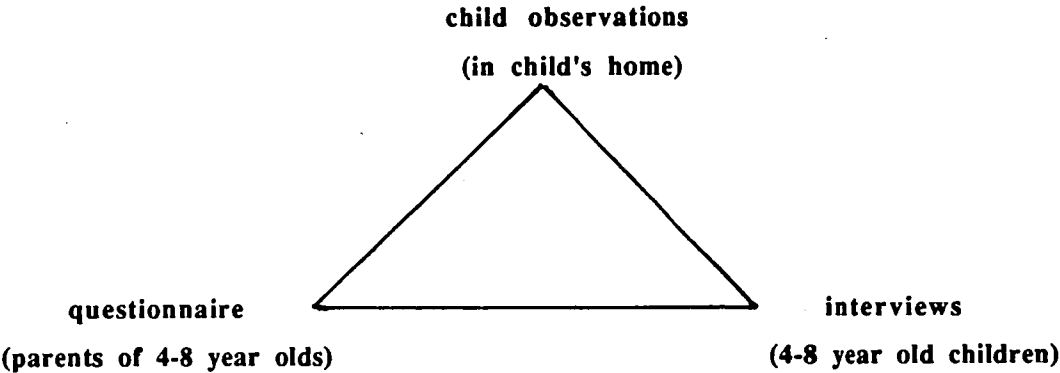 child observations
(in child's home)
questionnaire
(parents of 4-8 year olds)
interviews
(4-8 year old children)